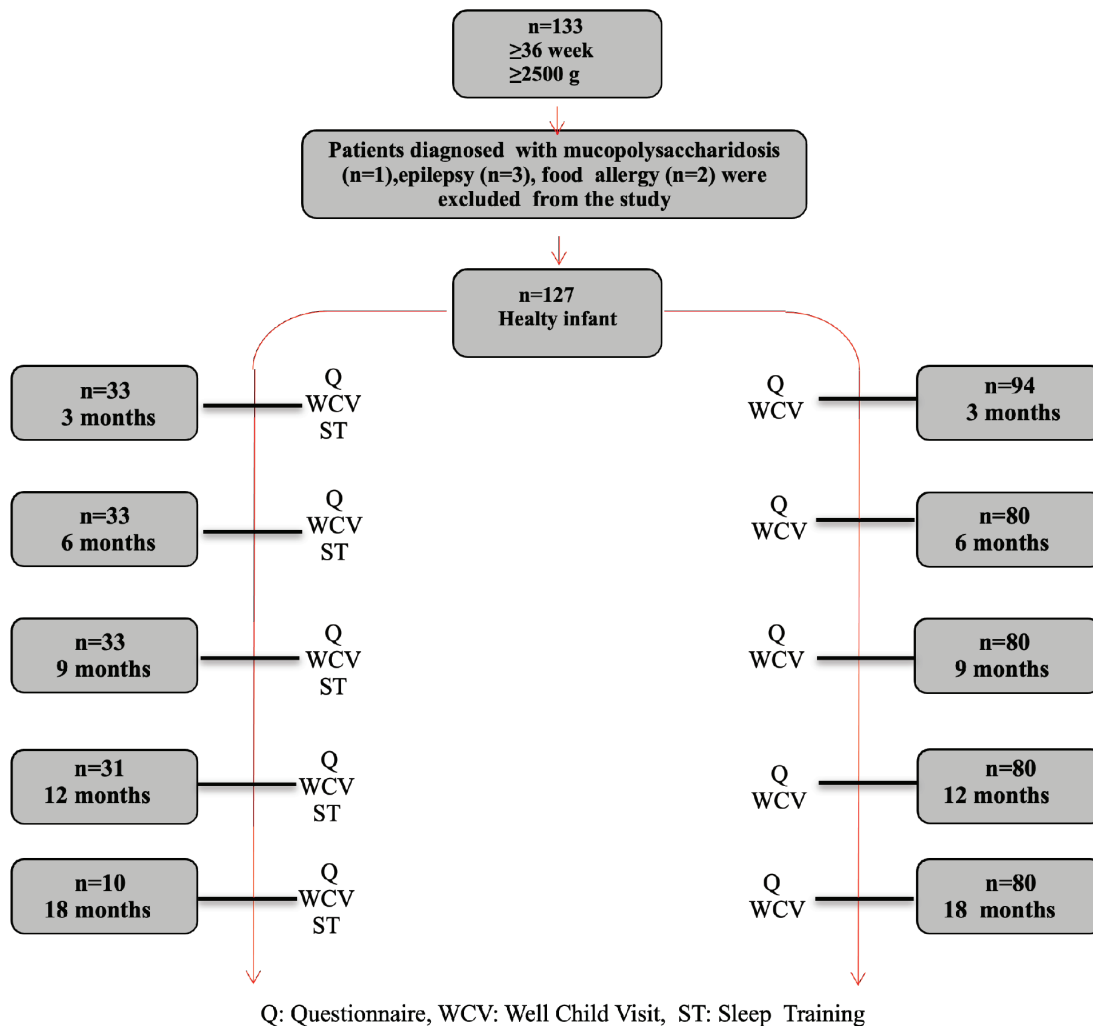 n=133
≥36 week
≥2500 g
Patients diagnosed with mucopolysaccharidosis
(n=1),epilepsy (n=3), food allergy (n=2) were
excluded from the study
n=127
Healty infant
n=33
3 months
Q
WCV
ST
Q
WCV
n=94
3 months
n=33
6 months
Q
WCV
ST
Q
WCV
n=80
6 months
n=33
9 months
Q
WCV
ST
Q
WCV
n=80
9 months
n=31
12 months
Q
WCV
ST
Q
WCV
n=80
12 months
n=10
18 months
Q
WCV
ST
Q
WCV
n=80
18 months
Q: Questionnaire, WCV: Well Child Visit, ST: Sleep Training